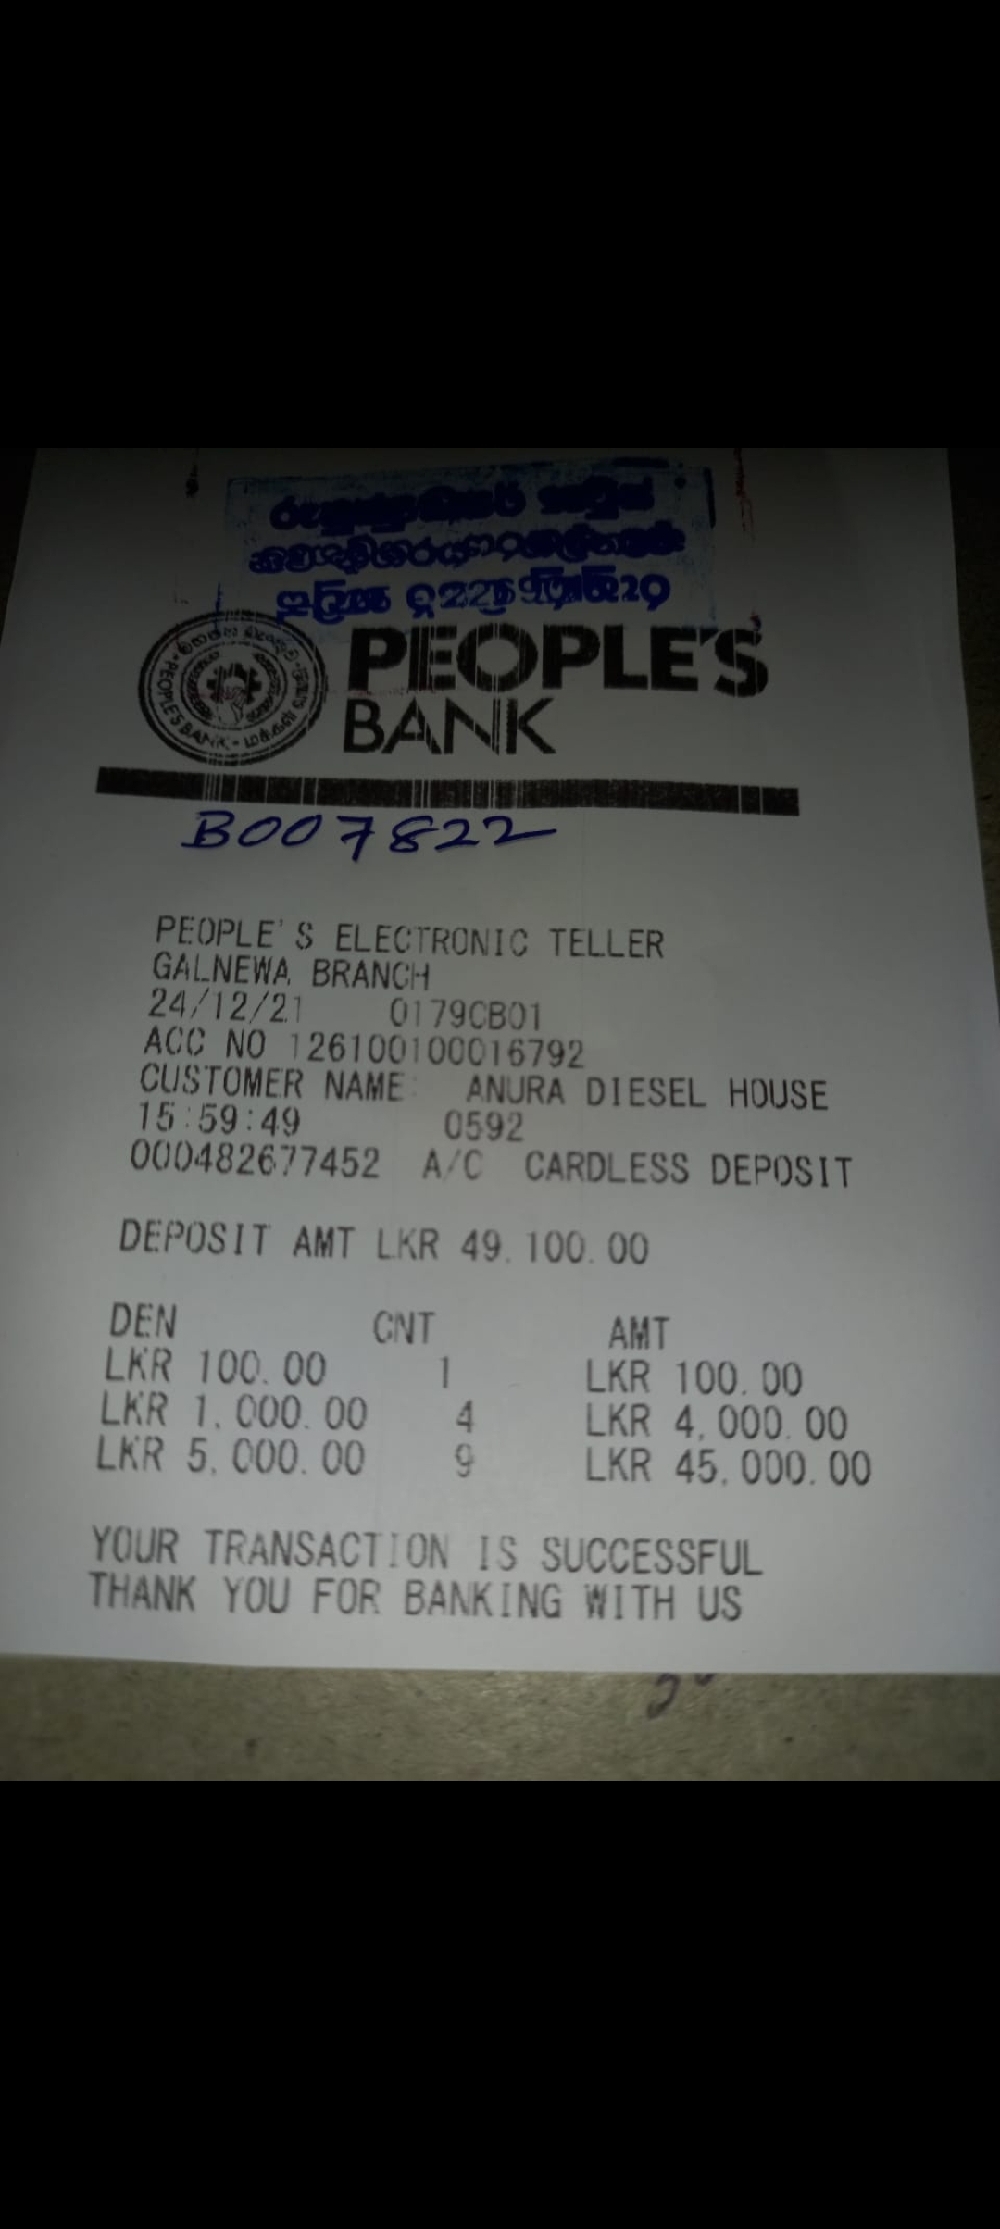 PEOPLE'S
BANK
PEOPLE'S BANK
B007822
PEOPLE'S ELECTRONIC TELLER
GALNEWA BRANCH
24/12/21 0179CB01
ACC NO 126100100016792
CUSTOMER NAME: ANURA DIESEL HOUSE
15:59:49 0592
000482677452 A/C CARDLESS DEPOSIT
DEPOSIT AMT LKR 49,100.00
DEN CNT AMT
LKR 100.00 1 LKR 100.00
LKR 1,000.00 4 LKR 4,000.00
LKR 5,000.00 9 LKR 45,000.00
YOUR TRANSACTION IS SUCCESSFUL
THANK YOU FOR BANKING WITH US